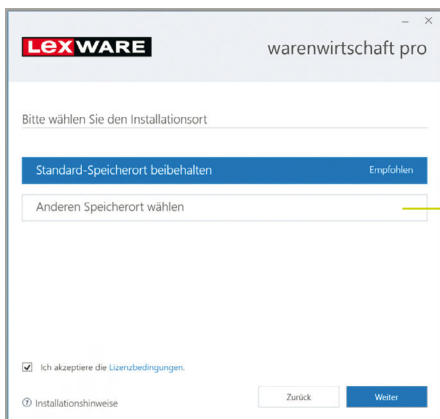 LEXWARE
warenwirtschaft pro
Bitte wählen Sie den Installationsort
Standard-Speicherort beibehalten Empfohlen
Anderen Speicherort wählen
Ich akzeptiere die Lizenzbedingungen.
Installationshinweise Zurück Weiter